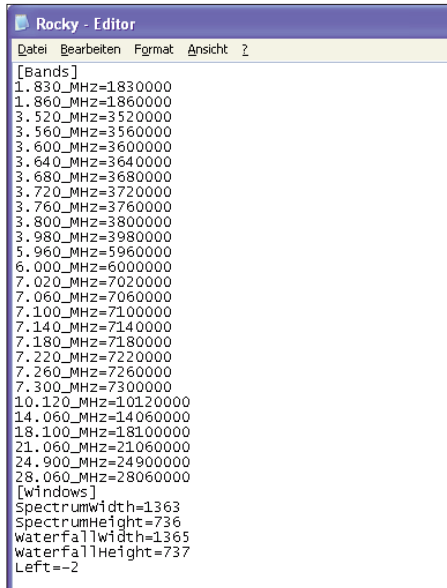 Rocky - Editor
Datei Bearbeiten Format Ansicht ?
[Bands]
1.830_MHz=1830000
1.860_MHz=1860000
3.520_MHz=3520000
3.560_MHz=3560000
3.600_MHz=3600000
3.640_MHz=3640000
3.680_MHz=3680000
3.720_MHz=3720000
3.760_MHz=3760000
3.800_MHz=3800000
3.980_MHz=3980000
5.960_MHz=5960000
6.000_MHz=6000000
7.020_MHz=7020000
7.060_MHz=7060000
7.100_MHz=7100000
7.140_MHz=7140000
7.180_MHz=7180000
7.220_MHz=7220000
7.260_MHz=7260000
7.300_MHz=7300000
10.120_MHz=10120000
14.060_MHz=14060000
18.100_MHz=18100000
21.060_MHz=21060000
24.900_MHz=24900000
28.060_MHz=28060000
[Windows]
SpectrumWidth=1363
SpectrumHeight=736
WaterfallWidth=1365
WaterfallHeight=737
Left=-2